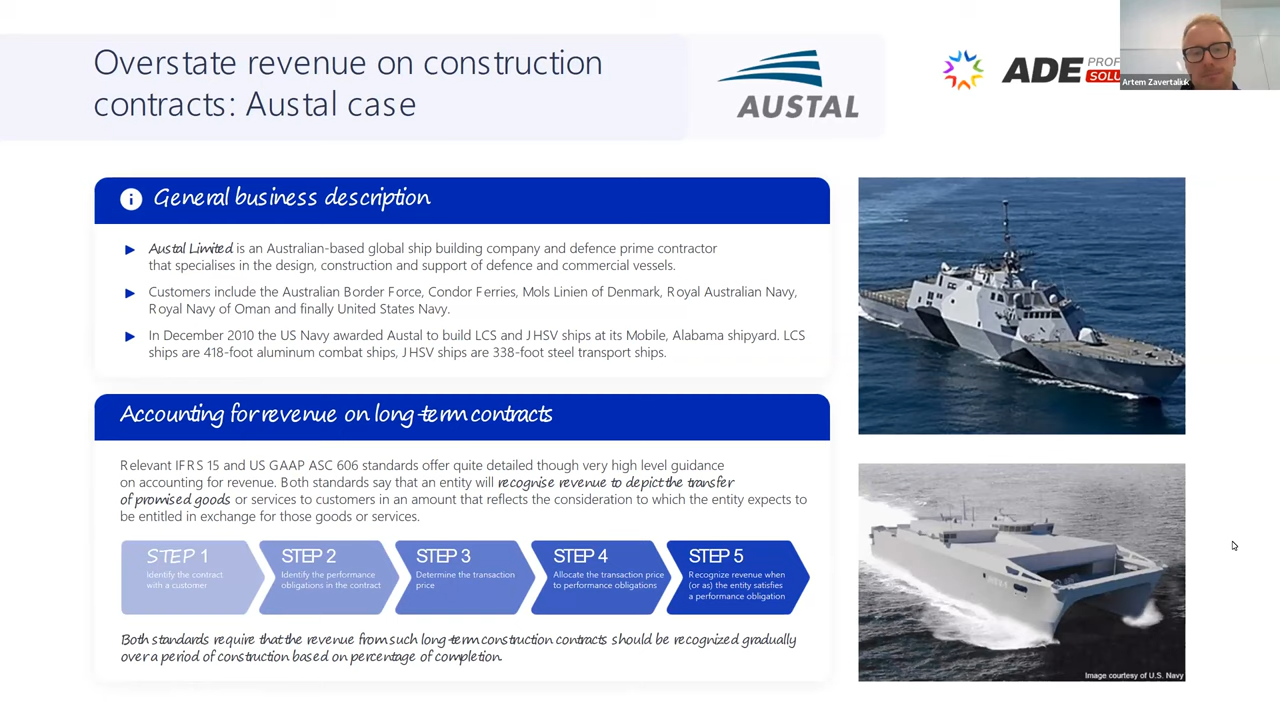 Overstate revenue on construction
contracts: Austal case
AUSTAL
ADE
Artem Zavertaliuk
General business description
Austal Limited is an Australian-based global ship building company and defence prime contractor
that specialises in the design, construction and support of defence and commercial vessels.
Customers include the Australian Border Force, Condor Ferries, Mols Linien of Denmark, Royal Australian Navy,
Royal Navy of Oman and finally United States Navy.
In December 2010 the US Navy awarded Austal to build LCS and JHSV ships at its Mobile, Alabama shipyard. LCS
ships are 418-foot aluminum combat ships, JHSV ships are 338-foot steel transport ships.
Accounting for revenue on long-term contracts
Relevant IFRS 15 and US GAAP ASC 606 standards offer quite detailed though very high level guidance
on accounting for revenue. Both standards say that an entity will recognise revenue to depict the transfer
of promised goods or services to customers in an amount that reflects the consideration to which the entity expects to
be entitled in exchange for those goods or services.
STEP 1
Identify the contract
with a customer
STEP 2
Identify the performance
obligations in the contract
STEP 3
Determine the transaction
price
STEP 4
Allocate the transaction price
to performance obligations
STEP 5
Recognize revenue when
(or as) the entity satisfies
a performance obligation
Both standards require that the revenue from such long-term construction contracts should be recognized gradually
over a period of construction based on percentage of completion.
Image courtesy of U.S. Navy